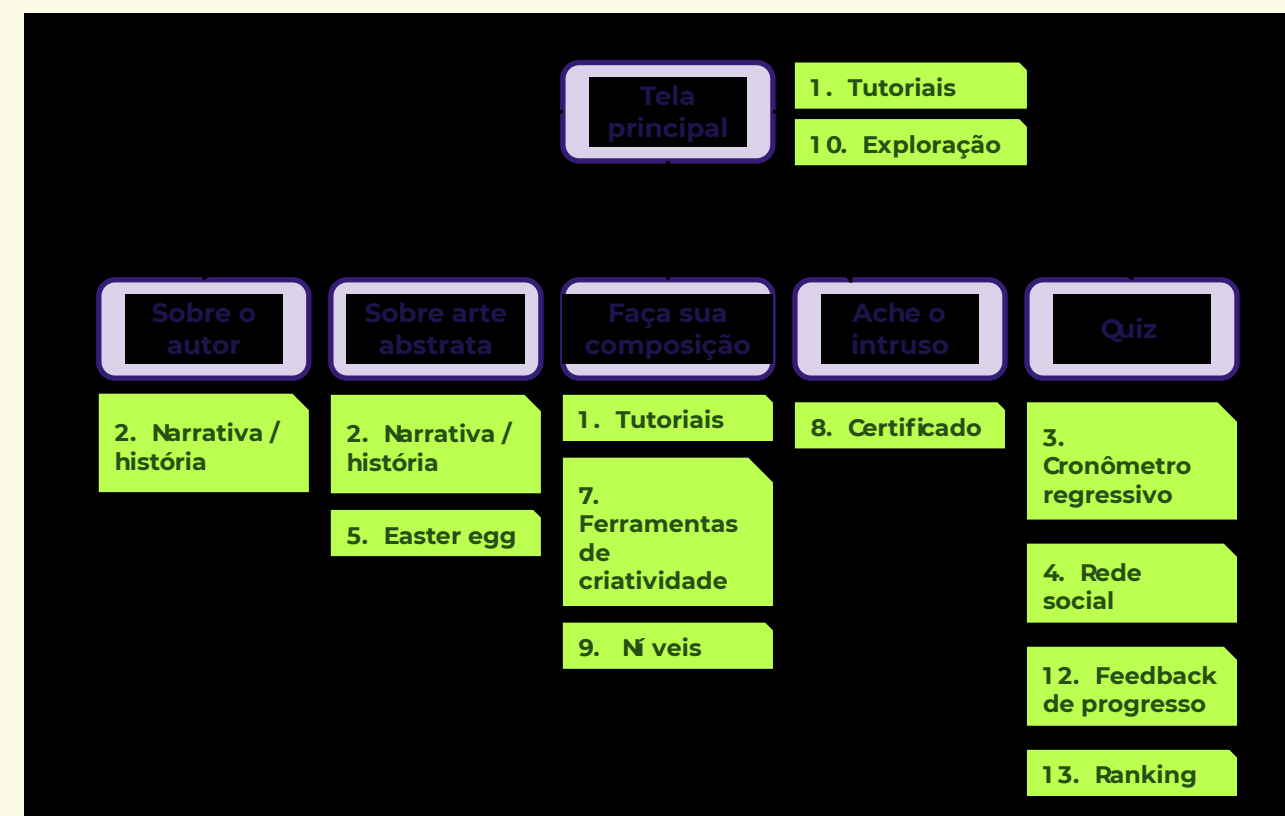 Tela
principal
1. Tutoriais
10. Exploração
Sobre o
autor
Sobre arte
abstrata
Faça sua
composição
Ache o
intruso
Quiz
2. Narrativa /
história
2. Narrativa /
história
5. Easter egg
1. Tutoriais
7.
Ferramentas
de
criatividade
9. Níveis
8. Certificado
3.
Cronômetro
regressivo
4. Rede
social
12. Feedback
de progresso
13. Ranking